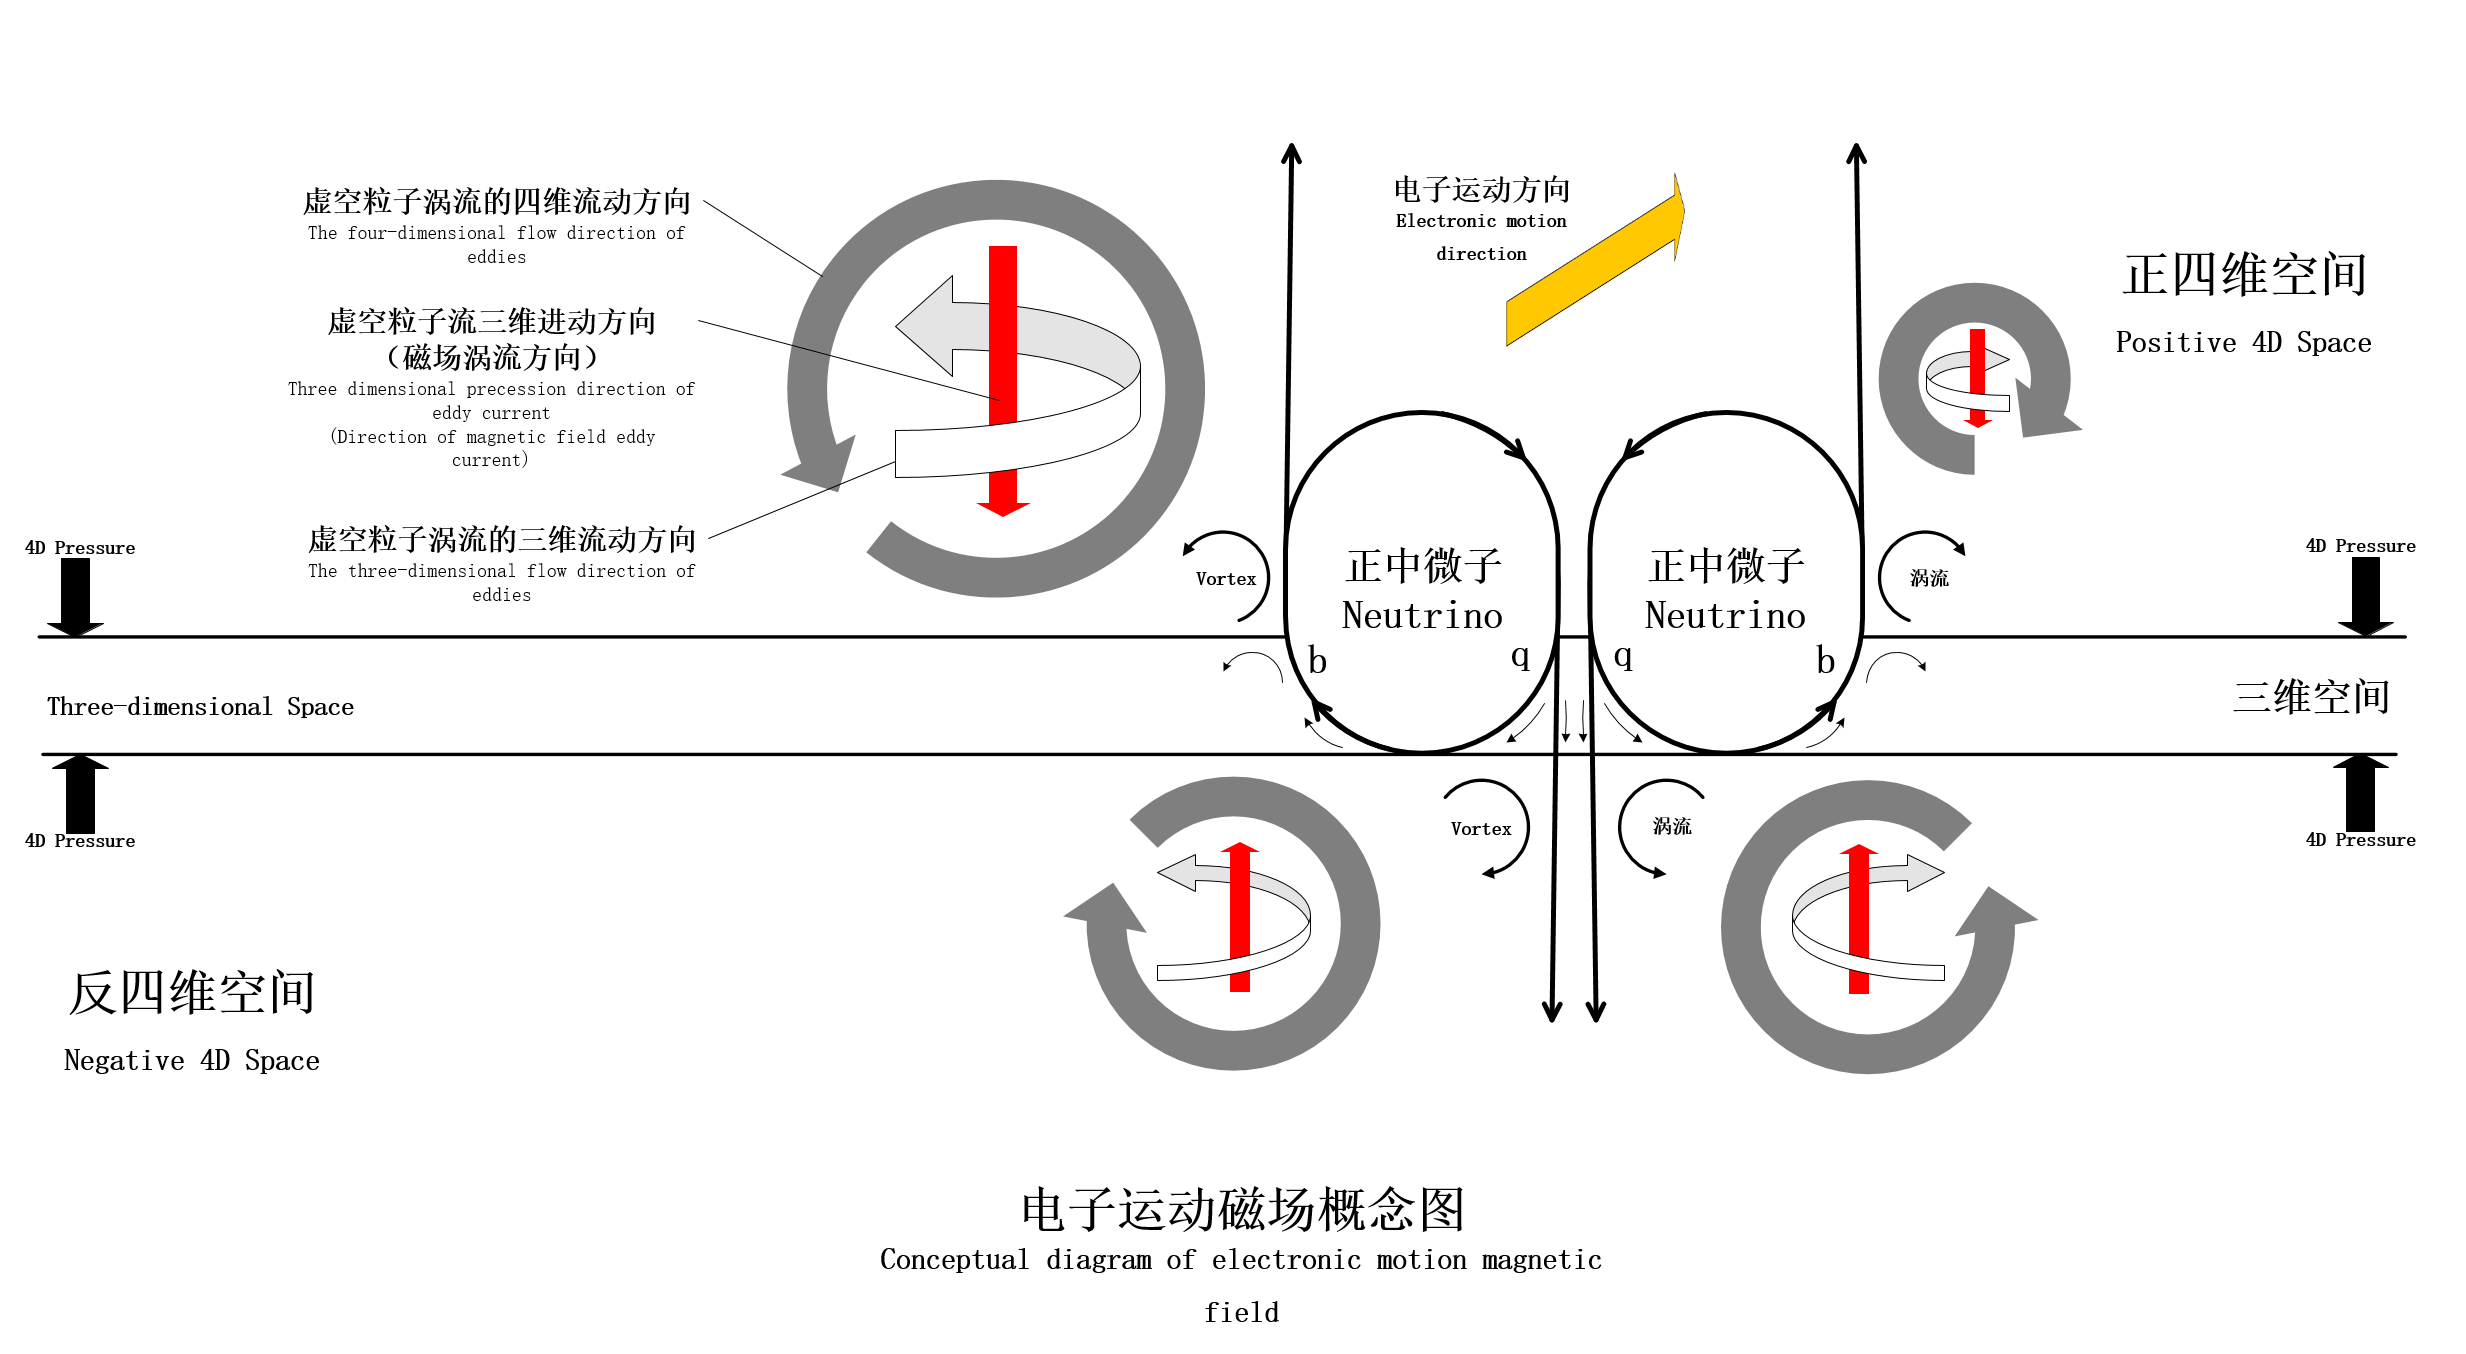 虚空粒子涡流的四维流动方向
The four-dimensional flow direction of
eddies
虚空粒子流三维进动方向
（磁场涡流方向）
Three dimensional precession direction of
eddy current
(Direction of magnetic field eddy
current)
虚空粒子涡流的三维流动方向
The three-dimensional flow direction of
eddies
电子运动方向
Electronic motion
direction
正四维空间
Positive 4D Space
4D Pressure
4D Pressure
Vortex
正中微子
Neutrino
正中微子
Neutrino
涡流
b
q
q
b
Three-dimensional Space
三维空间
4D Pressure
4D Pressure
Vortex
涡流
反四维空间
Negative 4D Space
电子运动磁场概念图
Conceptual diagram of electronic motion magnetic
field